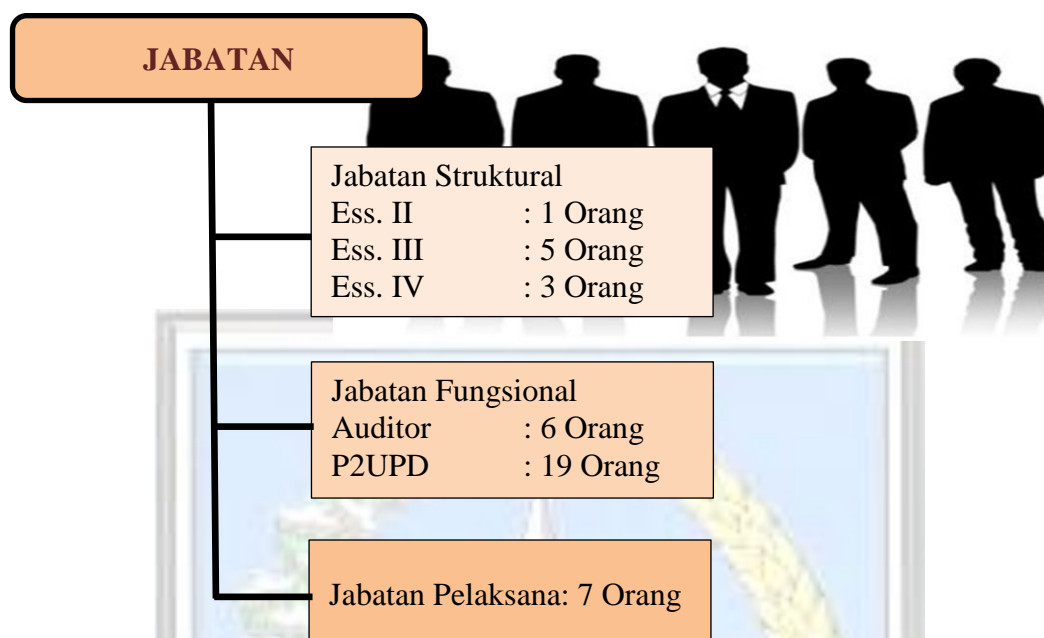 JABATAN
Jabatan Struktural
Ess. II : 1 Orang
Ess. III : 5 Orang
Ess. IV : 3 Orang
Jabatan Fungsional
Auditor : 6 Orang
P2UPD : 19 Orang
Jabatan Pelaksana: 7 Orang